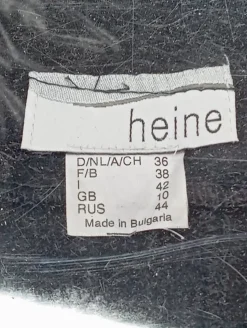 heine
D/NL/A/CH 36
F/B 38
I 42
GB 10
RUS 44
Made in Bulgaria